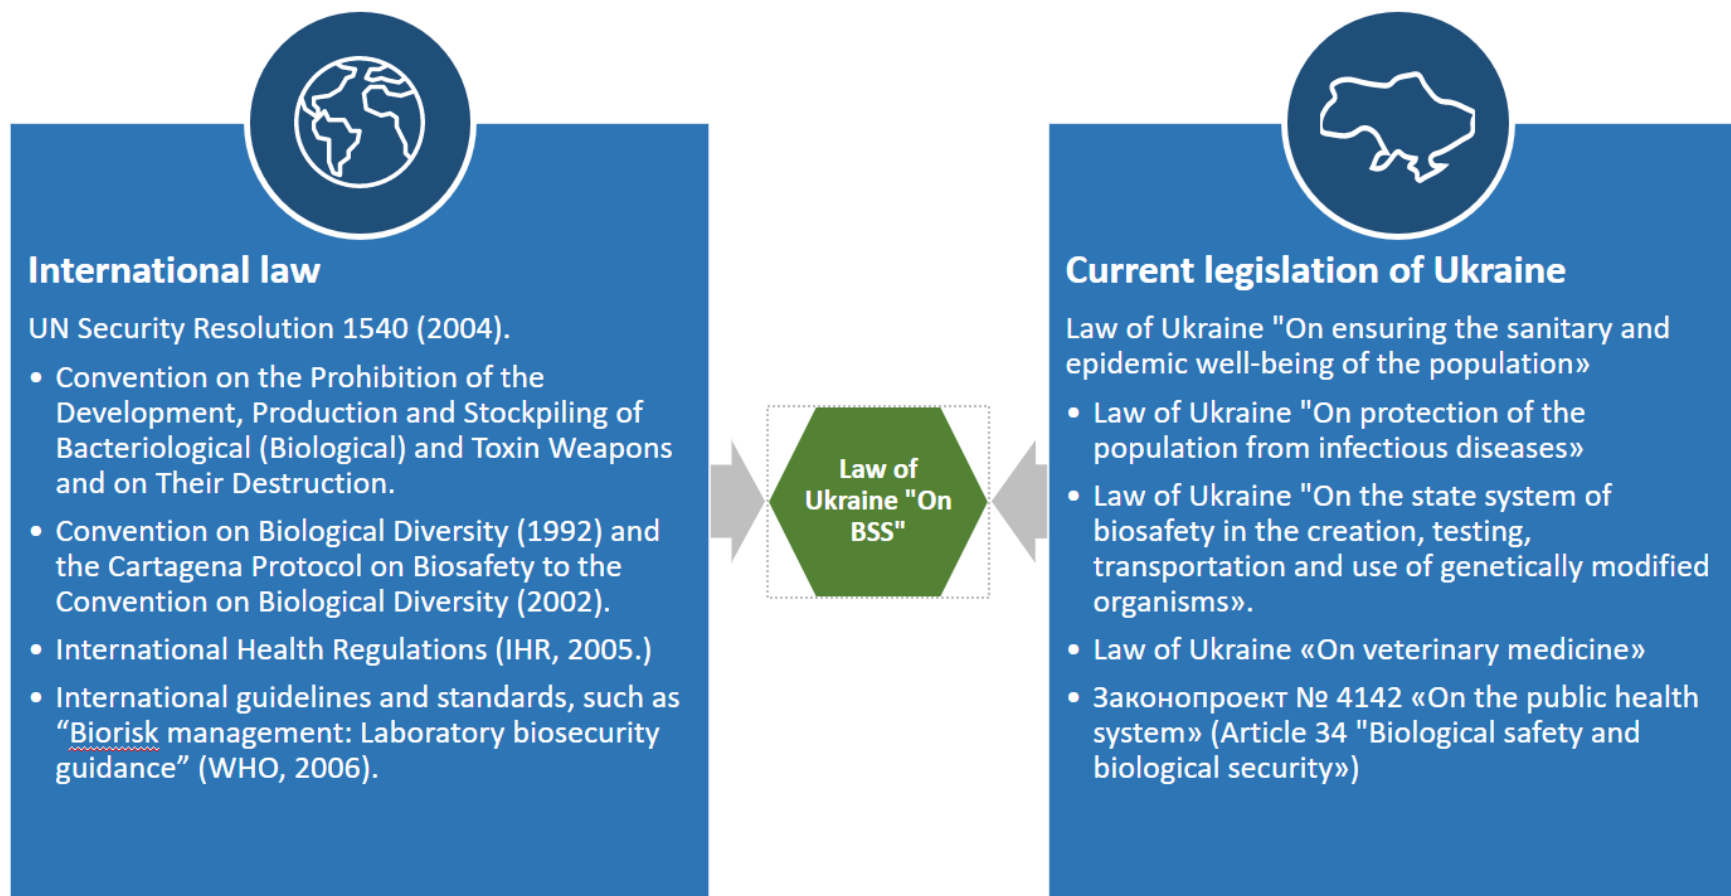 International law
UN Security Resolution 1540 (2004).
• Convention on the Prohibition of the
Development, Production and Stockpiling of
Bacteriological (Biological) and Toxin Weapons
and on Their Destruction.
• Convention on Biological Diversity (1992) and
the Cartagena Protocol on Biosafety to the
Convention on Biological Diversity (2002).
• International Health Regulations (IHR, 2005.)
• International guidelines and standards, such as
“Biorisk management: Laboratory biosecurity
guidance” (WHO, 2006).
Law of
Ukraine "On
BSS"
Current legislation of Ukraine
Law of Ukraine "On ensuring the sanitary and
epidemic well-being of the population»
• Law of Ukraine "On protection of the
population from infectious diseases»
• Law of Ukraine "On the state system of
biosafety in the creation, testing,
transportation and use of genetically modified
organisms».
• Law of Ukraine «On veterinary medicine»
• Законопроект № 4142 «On the public health
system» (Article 34 "Biological safety and
biological security»)